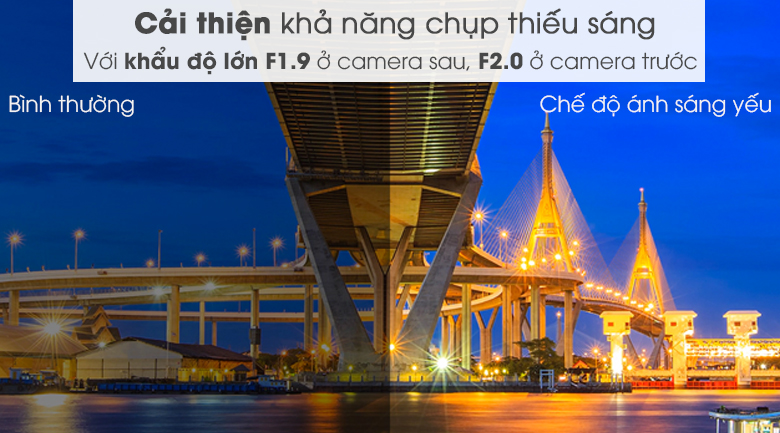 Cải thiện khả năng chụp thiếu sáng
Với khẩu độ lớn F1.9 ở camera sau, F2.0 ở camera trước
Bình thường
Chế độ ánh sáng yếu